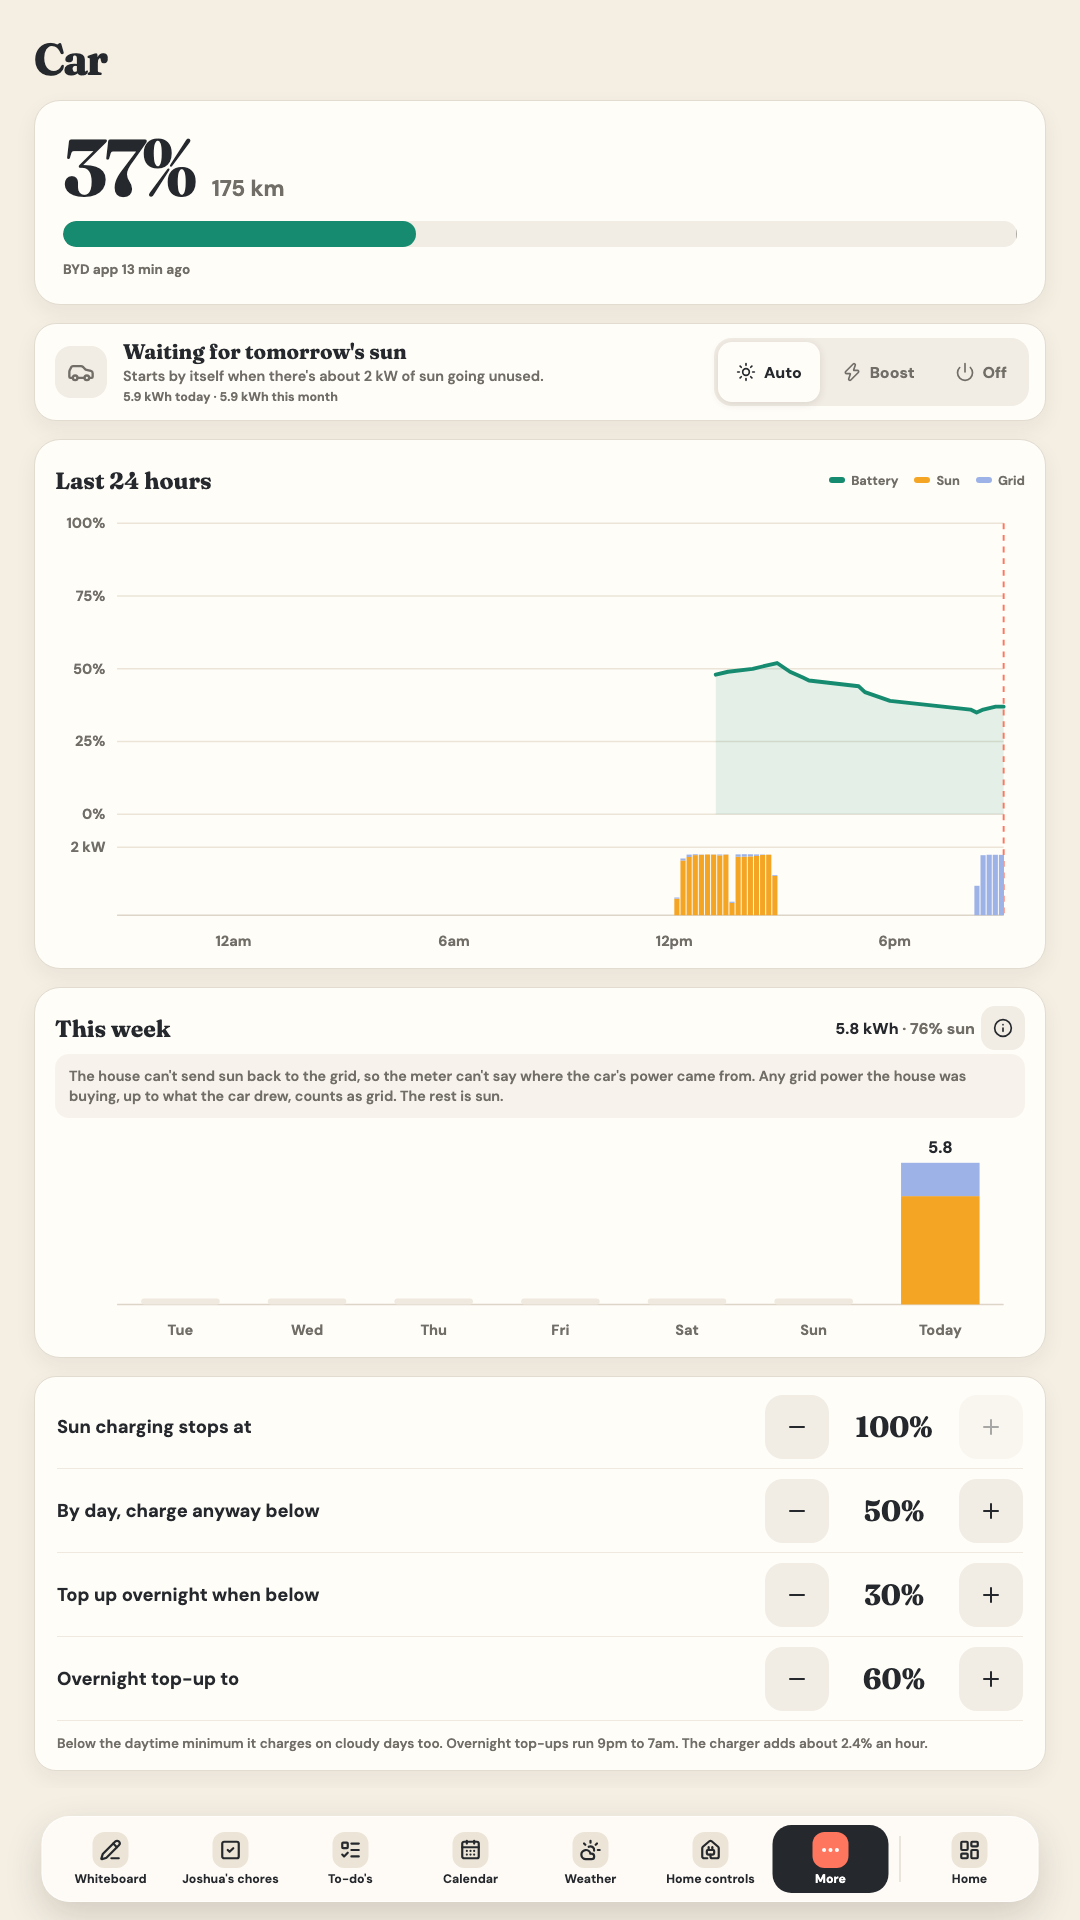 Car
37% 175 km
BYD app 13 min ago
Waiting for tomorrow's sun
Starts by itself when there's about 2 kW of sun going unused.
5.9 kWh today · 5.9 kWh this month
Auto Boost Off
Last 24 hours
Battery Sun Grid
100%
75%
50%
25%
0%
2 kW
12am 6am 12pm 6pm
This week
5.8 kWh · 76% sun
The house can't send sun back to the grid, so the meter can't say where the car's power came from. Any grid power the house was
buying, up to what the car drew, counts as grid. The rest is sun.
5.8
Tue Wed Thu Fri Sat Sun Today
Sun charging stops at − 100% +
By day, charge anyway below − 50% +
Top up overnight when below − 30% +
Overnight top-up to − 60% +
Below the daytime minimum it charges on cloudy days too. Overnight top-ups run 9pm to 7am. The charger adds about 2.4% an hour.
Whiteboard Joshua's chores To-do's Calendar Weather Home controls More Home